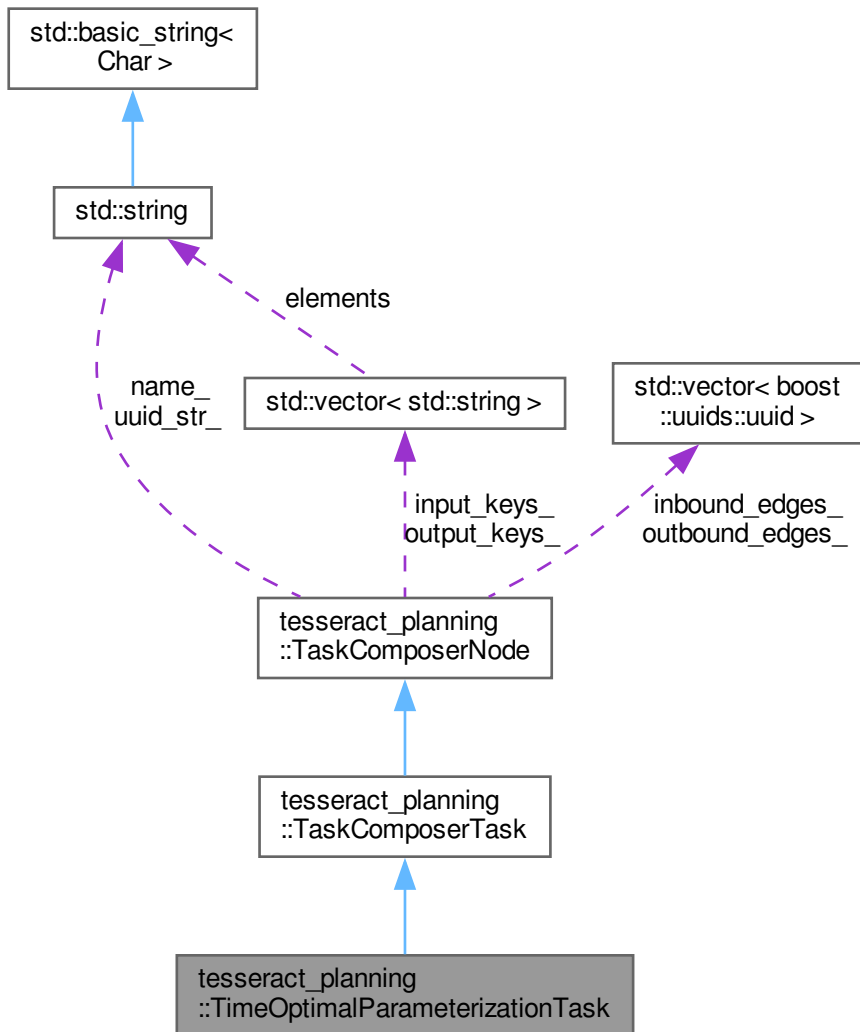 std::basic_string<
Char >
std::string
elements
name_
uuid_str_
std::vector< std::string >
std::vector< boost
::uuids::uuid >
input_keys_
output_keys_
inbound_edges_
outbound_edges_
tesseract_planning
::TaskComposerNode
tesseract_planning
::TaskComposerTask
tesseract_planning
::TimeOptimalParameterizationTask